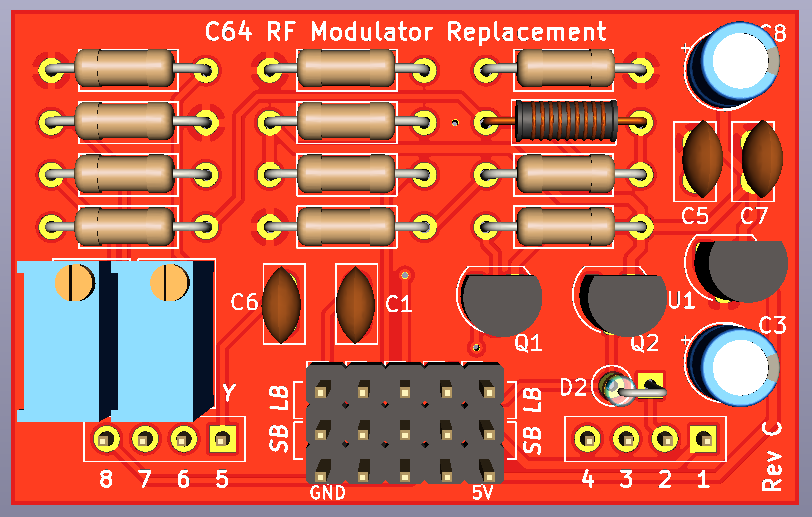 C64 RF Modulator Replacement
C8
+
C5
C7
C6
C1
U1
Q1
Q2
C3
+
D2
Y
LB
LB
SB
SB
8 7 6 5
4 3 2 1
GND
5V
Rev C